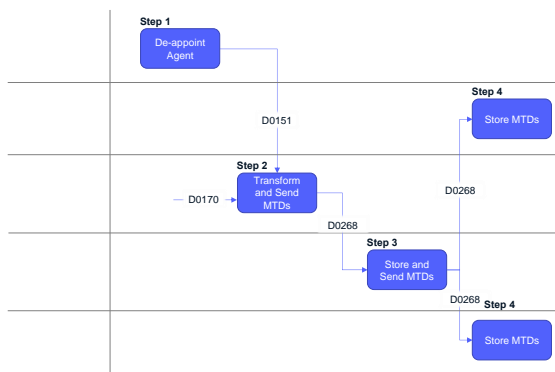 Step 1
De-appoint
Agent
Step 4
Store MTDs
D0151
Step 2
Transform
and Send
MTDs
D0170
D0268
D0268
Step 3
Store and
Send MTDs
D0268
Step 4
Store MTDs